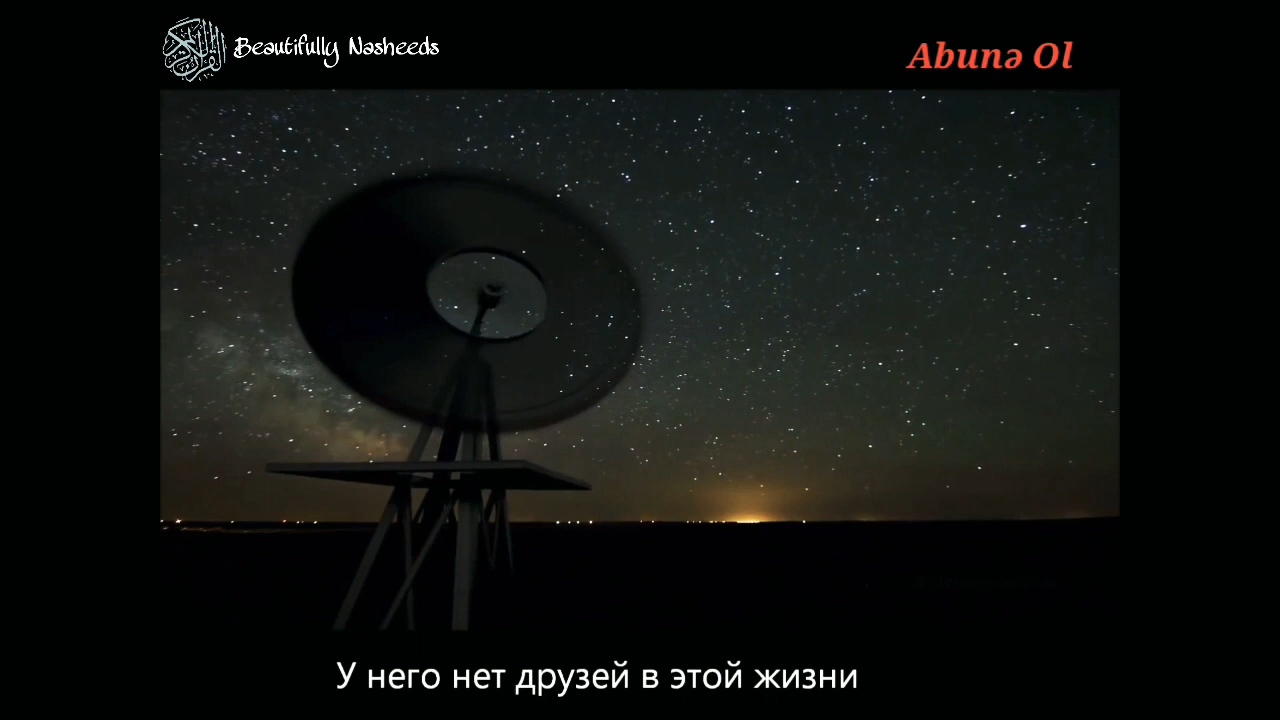 Beautifully Nasheeds
Abunə Ol
У него нет друзей в этой жизни